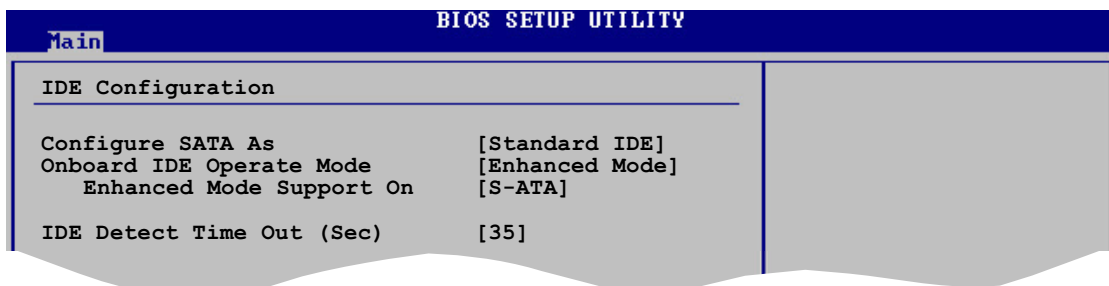 BIOS SETUP UTILITY
Main
IDE Configuration
Configure SATA As [Standard IDE]
Onboard IDE Operate Mode [Enhanced Mode]
Enhanced Mode Support On [S-ATA]
IDE Detect Time Out (Sec) [35]